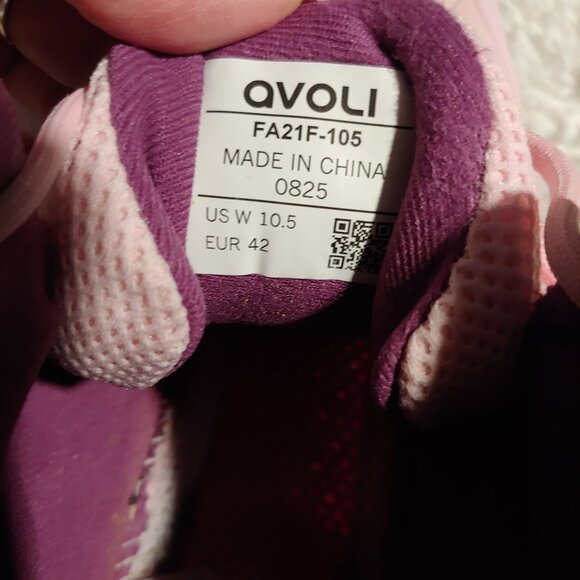 avoli
FA21F-105
MADE IN CHINA
0825
US W 10.5
EUR 42